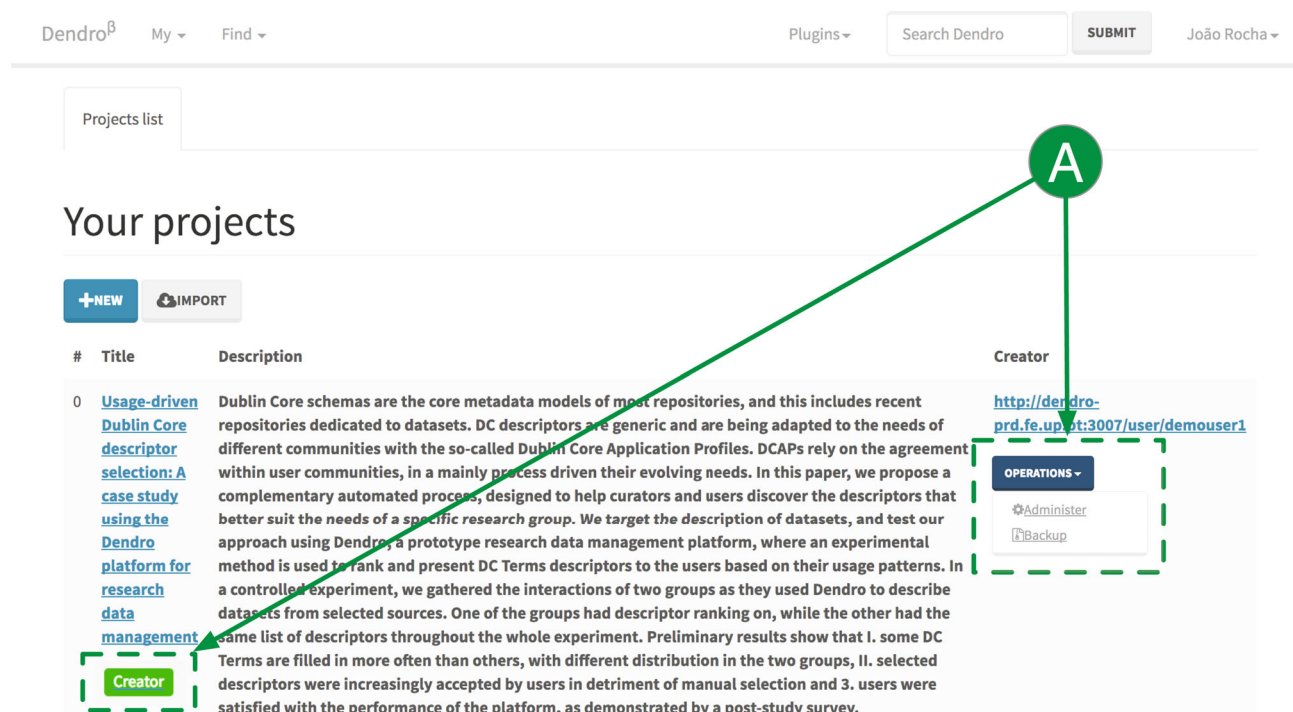 Dendroβ My Find Plugins Search Dendro SUBMIT João Rocha
Projects list
A
Your projects
NEW IMPORT
# Title Description Creator
0
Usage-driven
Dublin Core
descriptor
selection: A
case study
using the
Dendro
platform for
research
data
management
Creator
Dublin Core schemas are the core metadata models of most repositories, and this includes recent
repositories dedicated to datasets. DC descriptors are generic and are being adapted to the needs of
different communities with the so-called Dublin Core Application Profiles. DCAPs rely on the agreement
within user communities, in a mainly process driven their evolving needs. In this paper, we propose a
complementary automated process, designed to help curators and users discover the descriptors that
better suit the needs of a specific research group. We target the description of datasets, and test our
approach using Dendro, a prototype research data management platform, where an experimental
method is used to rank and present DC Terms descriptors to the users based on their usage patterns. In
a controlled experiment, we gathered the interactions of two groups as they used Dendro to describe
datasets from selected sources. One of the groups had descriptor ranking on, while the other had the
same list of descriptors throughout the whole experiment. Preliminary results show that I. some DC
Terms are filled in more often than others, with different distribution in the two groups, II. selected
descriptors were increasingly accepted by users in detriment of manual selection and 3. users were
satisfied with the performance of the platform, as demonstrated by a post-study survey.
http://dendro-
prd.fe.up.pt:3007/user/demouser1
OPERATIONS
Administer
Backup